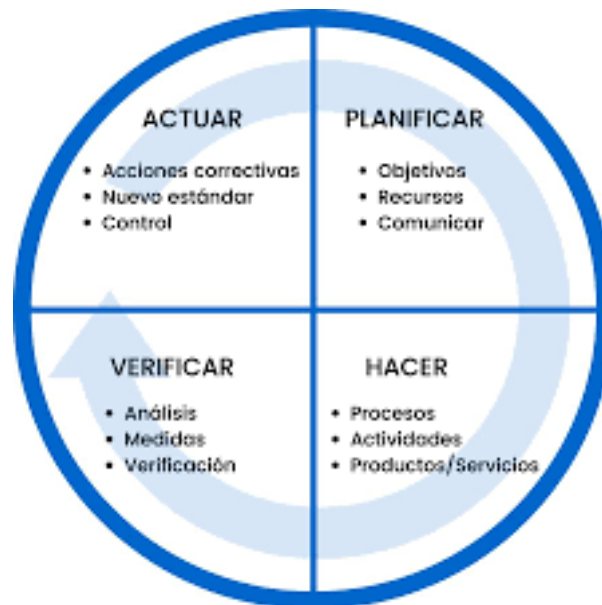 ACTUAR
• Acciones correctivas
• Nuevo estándar
• Control
PLANIFICAR
• Objetivos
• Recursos
• Comunicar
VERIFICAR
• Análisis
• Medidas
• Verificación
HACER
• Procesos
• Actividades
• Productos/Servicios